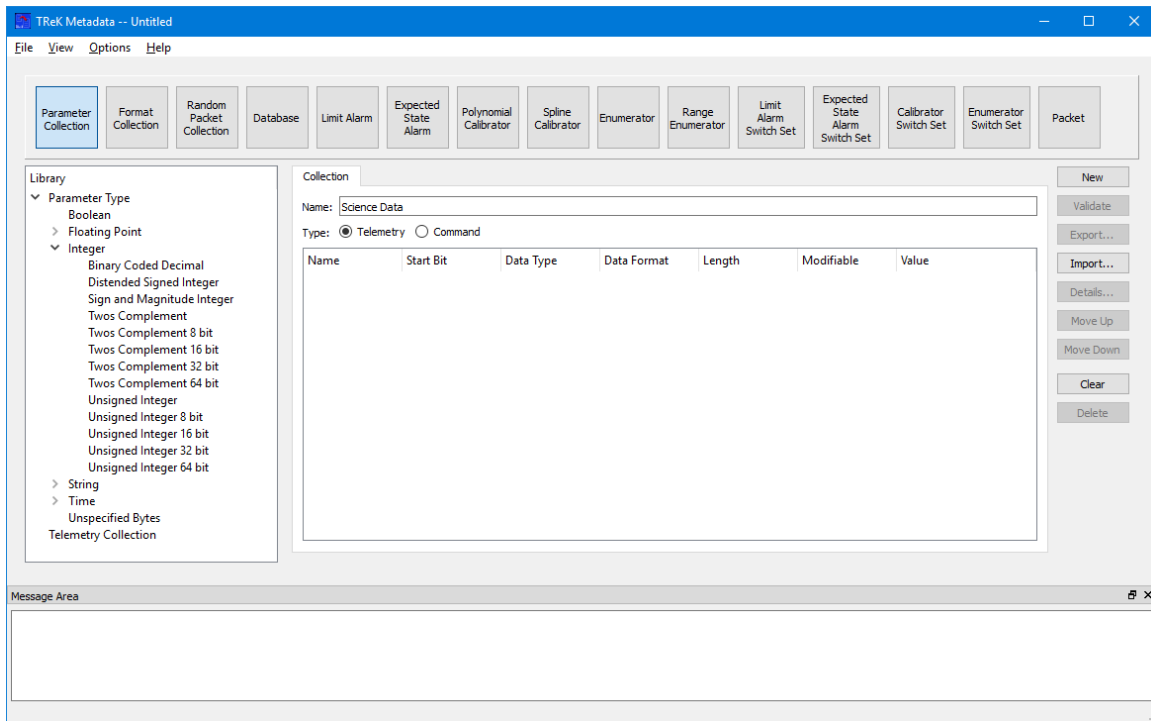 TReK Metadata -- Untitled
File View Options Help
Parameter Collection
Format Collection
Random Packet Collection
Database
Limit Alarm
Expected State Alarm
Polynomial Calibrator
Spline Calibrator
Enumerator
Range Enumerator
Limit Alarm Switch Set
Expected State Alarm Switch Set
Calibrator Switch Set
Enumerator Switch Set
Packet
Library
Parameter Type
Boolean
Floating Point
Integer
Binary Coded Decimal
Distended Signed Integer
Sign and Magnitude Integer
Twos Complement
Twos Complement 8 bit
Twos Complement 16 bit
Twos Complement 32 bit
Twos Complement 64 bit
Unsigned Integer
Unsigned Integer 8 bit
Unsigned Integer 16 bit
Unsigned Integer 32 bit
Unsigned Integer 64 bit
String
Time
Unspecified Bytes
Telemetry Collection
Collection
Name: Science Data
Type: Telemetry Command
Name Start Bit Data Type Data Format Length Modifiable Value
New
Validate
Export...
Import...
Details...
Move Up
Move Down
Clear
Delete
Message Area